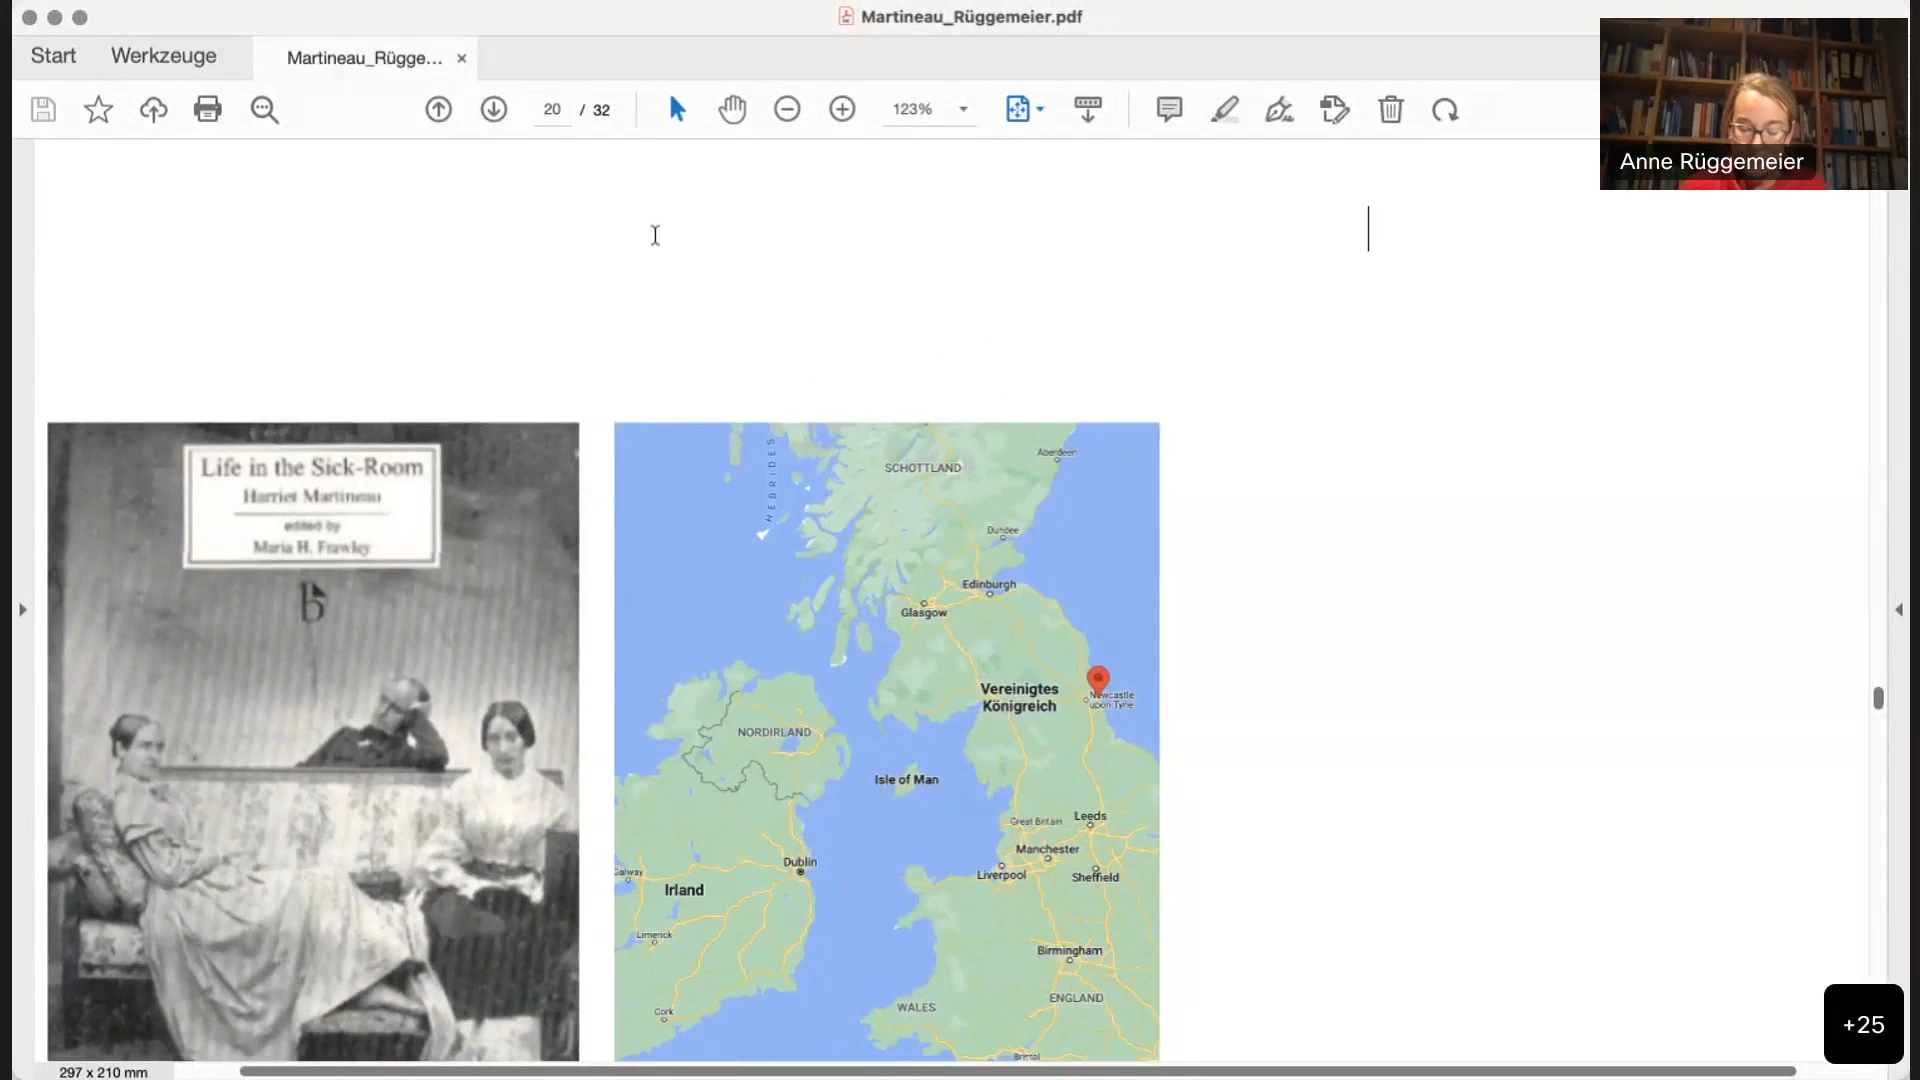 Martineau_Rüggemeier.pdf
Start
Werkzeuge
Martineau_Rügge...
20 / 32
123%
Anne Rüggemeier
Life in the Sick-Room
Harriet Martineau
edited by
Maria H. Frawley
b
HEBRIDES
SCHOTTLAND
Aberdeen
Dundee
Edinburgh
Glasgow
Vereinigtes
Königreich
Newcastle
upon Tyne
NORDIRLAND
Isle of Man
Great Britain
Leeds
Manchester
Liverpool
Sheffield
Dublin
Galway
Irland
Limerick
Birmingham
Cork
WALES
ENGLAND
Bristol
+25
297 x 210 mm